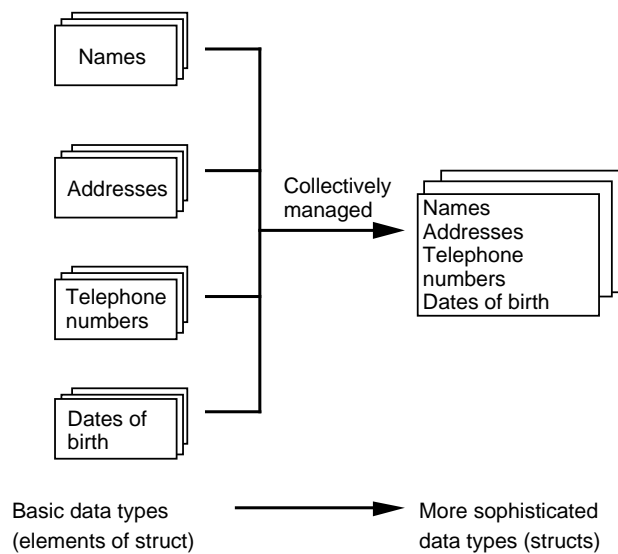 Names
Addresses
Telephone
numbers
Dates of
birth
Collectively
managed
Names
Addresses
Telephone
numbers
Dates of birth
Basic data types
(elements of struct)
More sophisticated
data types (structs)